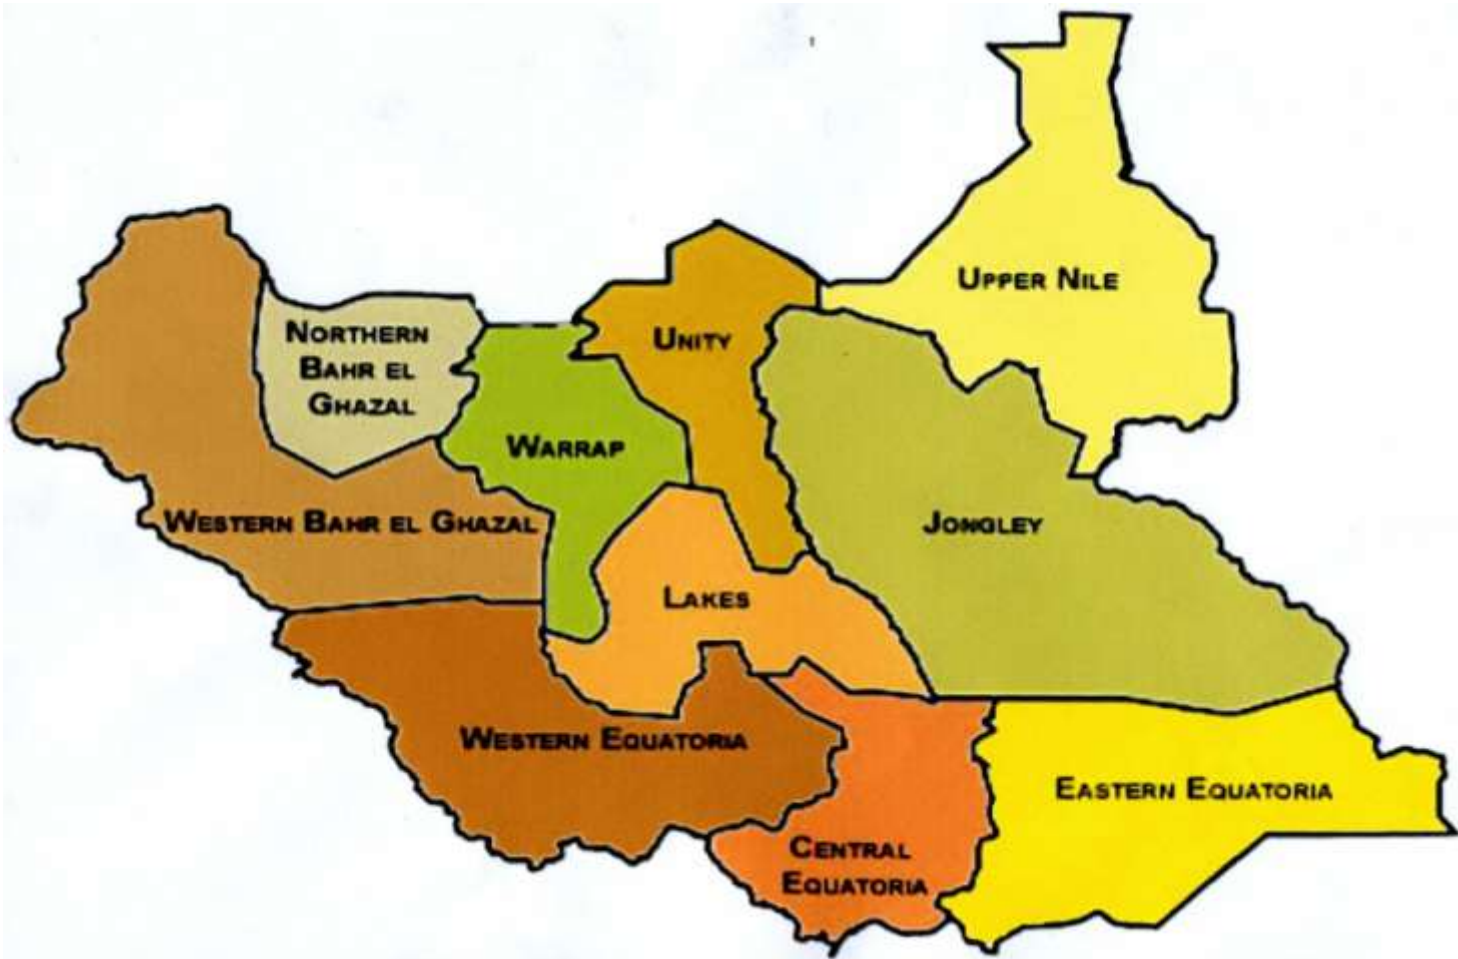 Upper Nile
Northern
Bahr el
Ghazal
Unity
Warrap
Western Bahr el Ghazal
Jongley
Lakes
Western Equatoria
Eastern Equatoria
Central
Equatoria